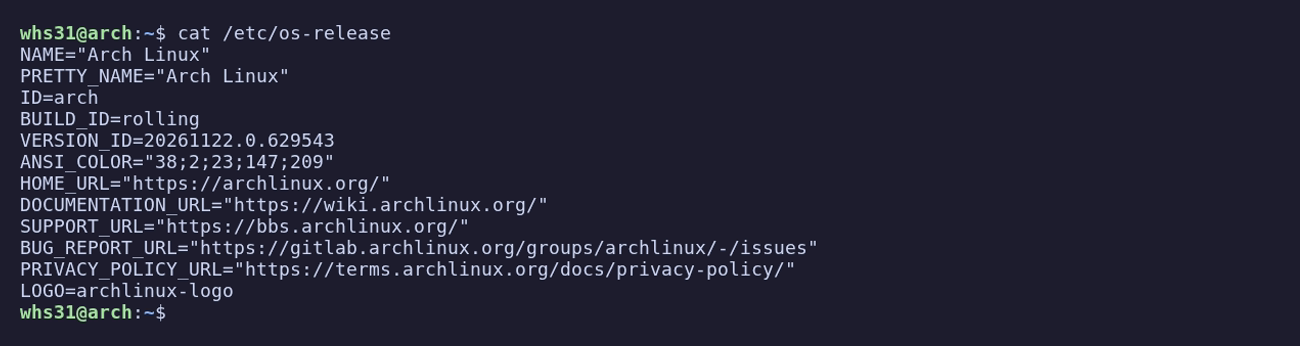 whs31@arch:~$ cat /etc/os-release
NAME="Arch Linux"
PRETTY_NAME="Arch Linux"
ID=arch
BUILD_ID=rolling
VERSION_ID=20261122.0.629543
ANSI_COLOR="38;2;23;147;209"
HOME_URL="https://archlinux.org/"
DOCUMENTATION_URL="https://wiki.archlinux.org/"
SUPPORT_URL="https://bbs.archlinux.org/"
BUG_REPORT_URL="https://gitlab.archlinux.org/groups/archlinux/-/issues"
PRIVACY_POLICY_URL="https://terms.archlinux.org/docs/privacy-policy/"
LOGO=archlinux-logo
whs31@arch:~$